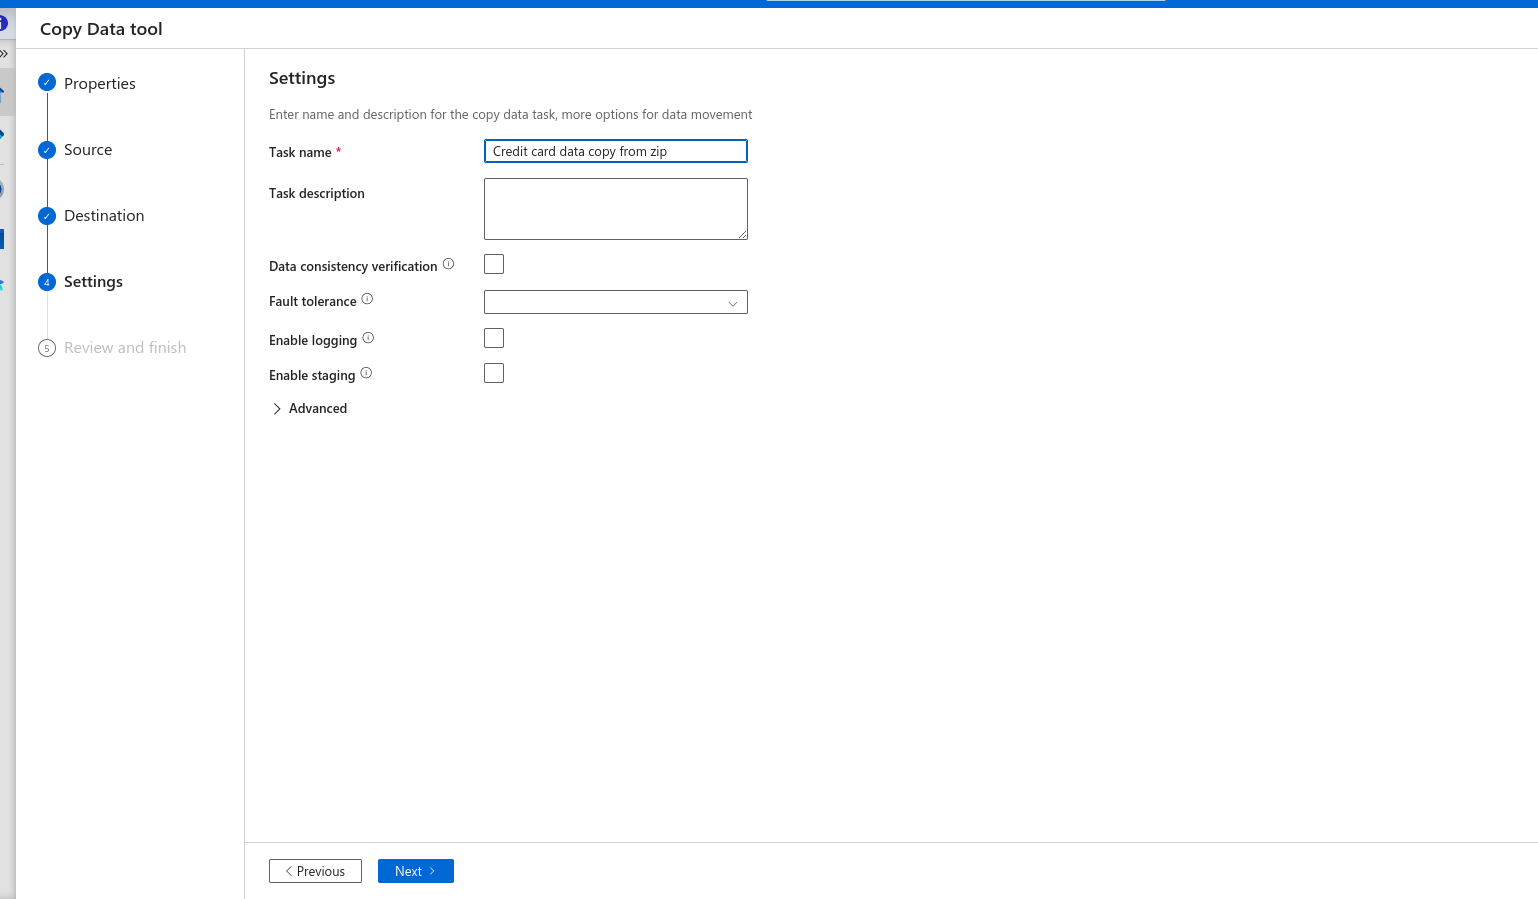 Copy Data tool
Properties
Source
Destination
4 Settings
5 Review and finish
Settings
Enter name and description for the copy data task, more options for data movement
Task name * Credit card data copy from zip
Task description
Data consistency verification
Fault tolerance
Enable logging
Enable staging
Advanced
Previous Next